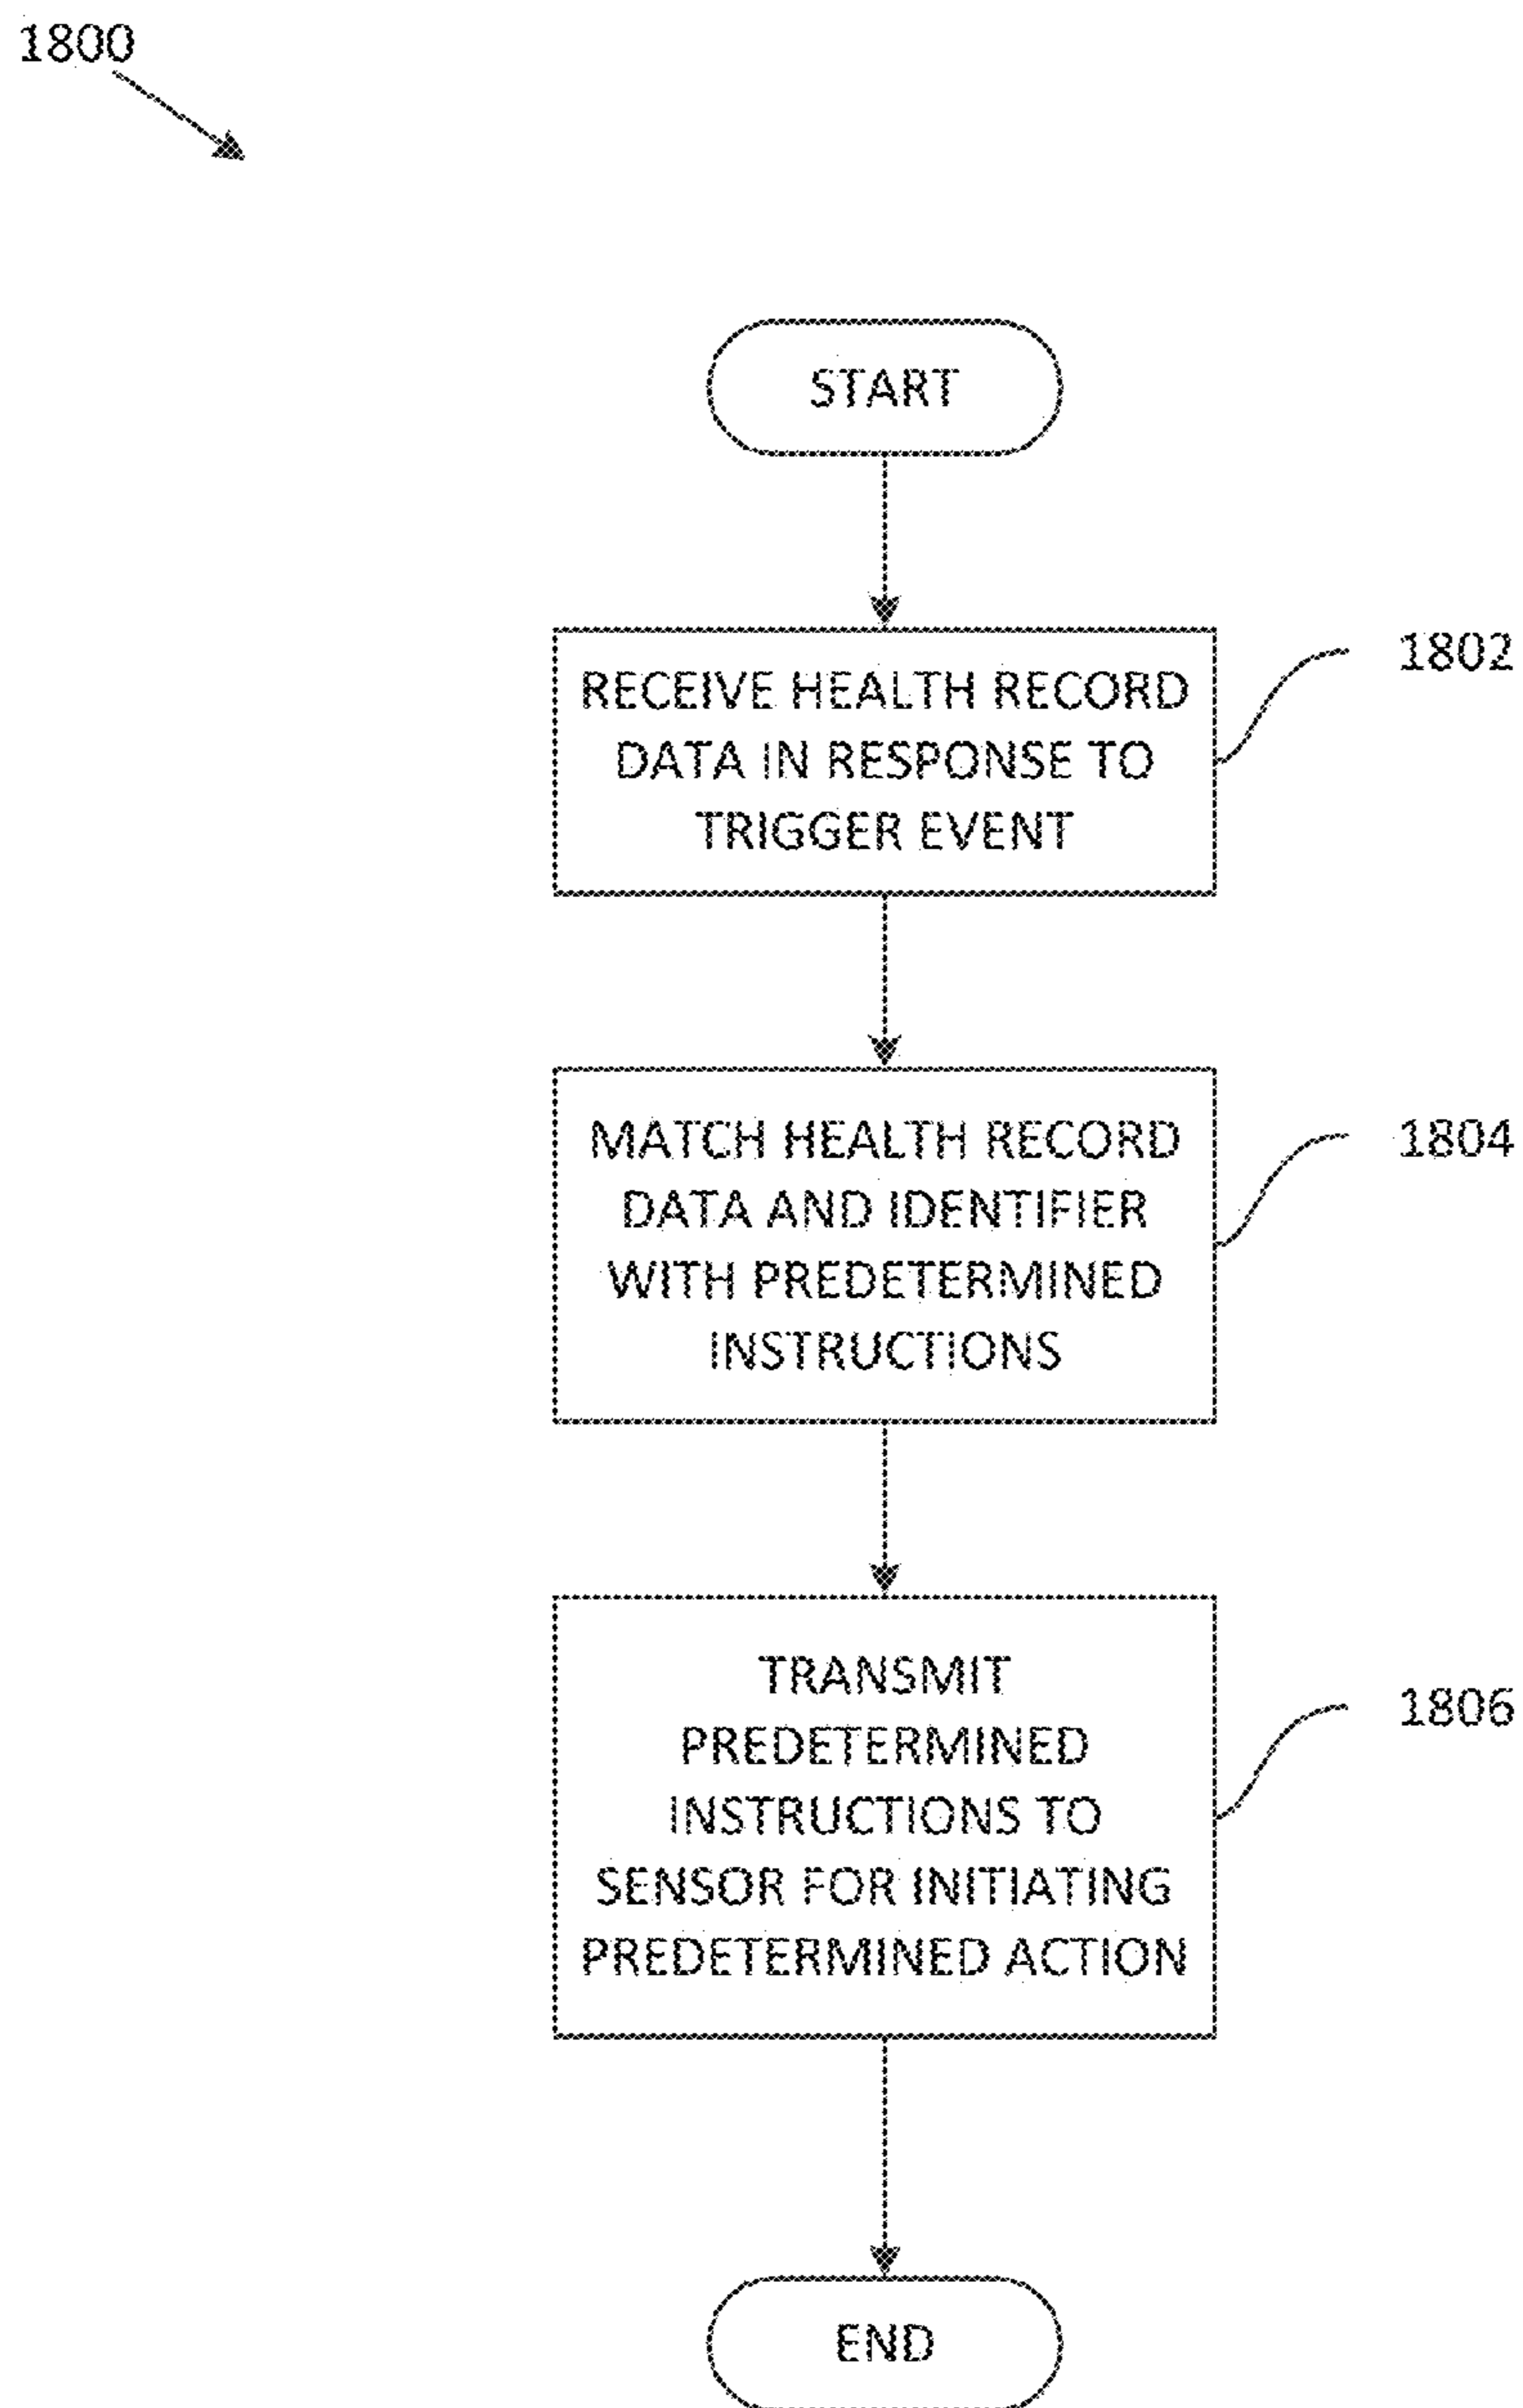 1800
START
RECEIVE HEALTH RECORD
DATA IN RESPONSE TO
TRIGGER EVENT
1802
MATCH HEALTH RECORD
DATA AND IDENTIFIER
WITH PREDETERMINED
INSTRUCTIONS
1804
TRANSMIT
PREDETERMINED
INSTRUCTIONS TO
SENSOR FOR INITIATING
PREDETERMINED ACTION
1806
END